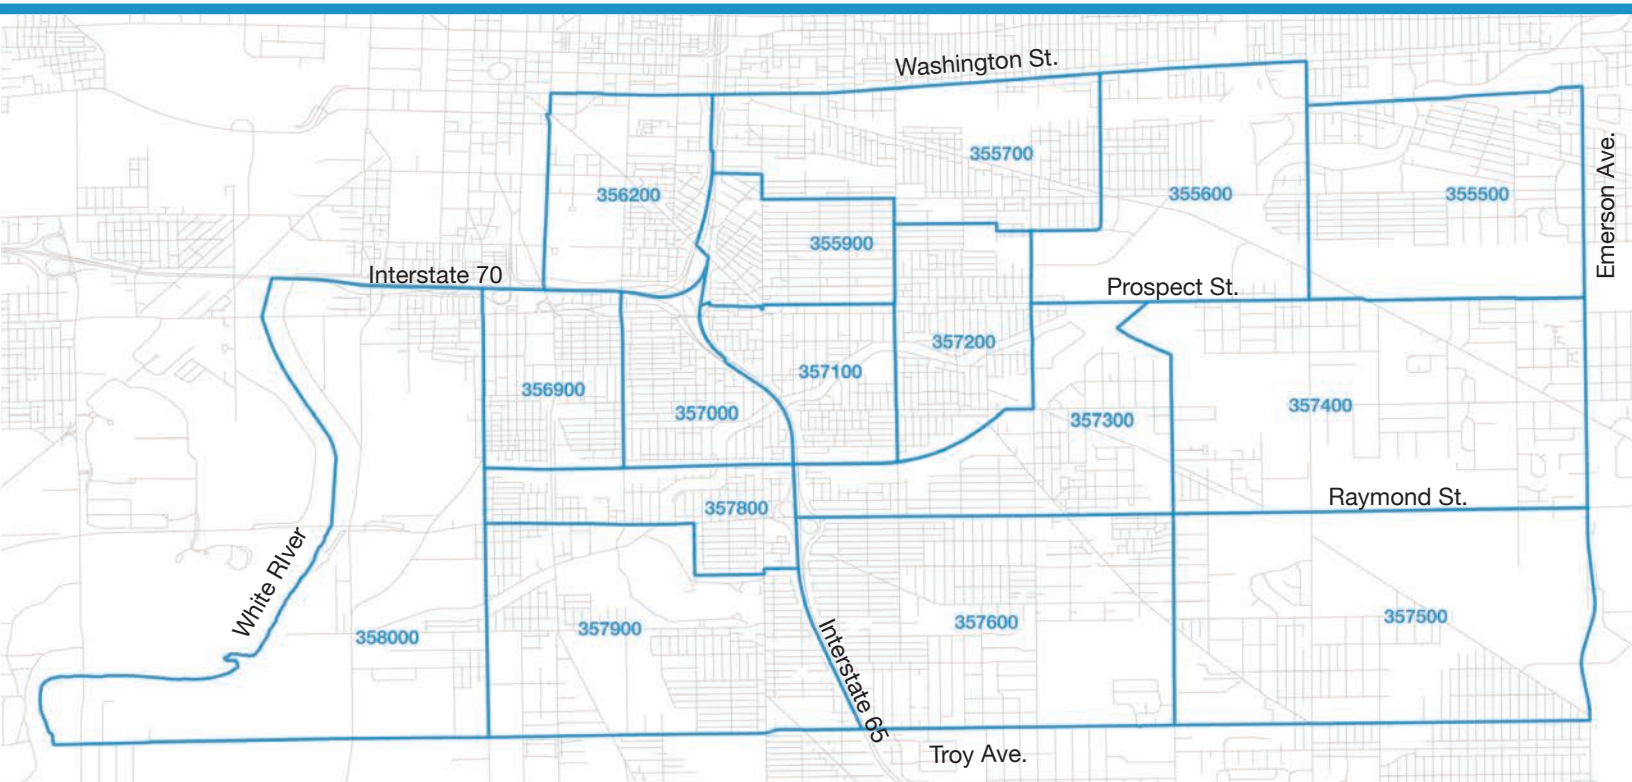 Washington St.
355700
356200
355600
355500
Emerson Ave.
355900
Interstate 70
Prospect St.
357200
357100
356900
357000
357300
357400
Raymond St.
357800
White RIver
358000
357900
Interstate 65
357600
357500
Troy Ave.